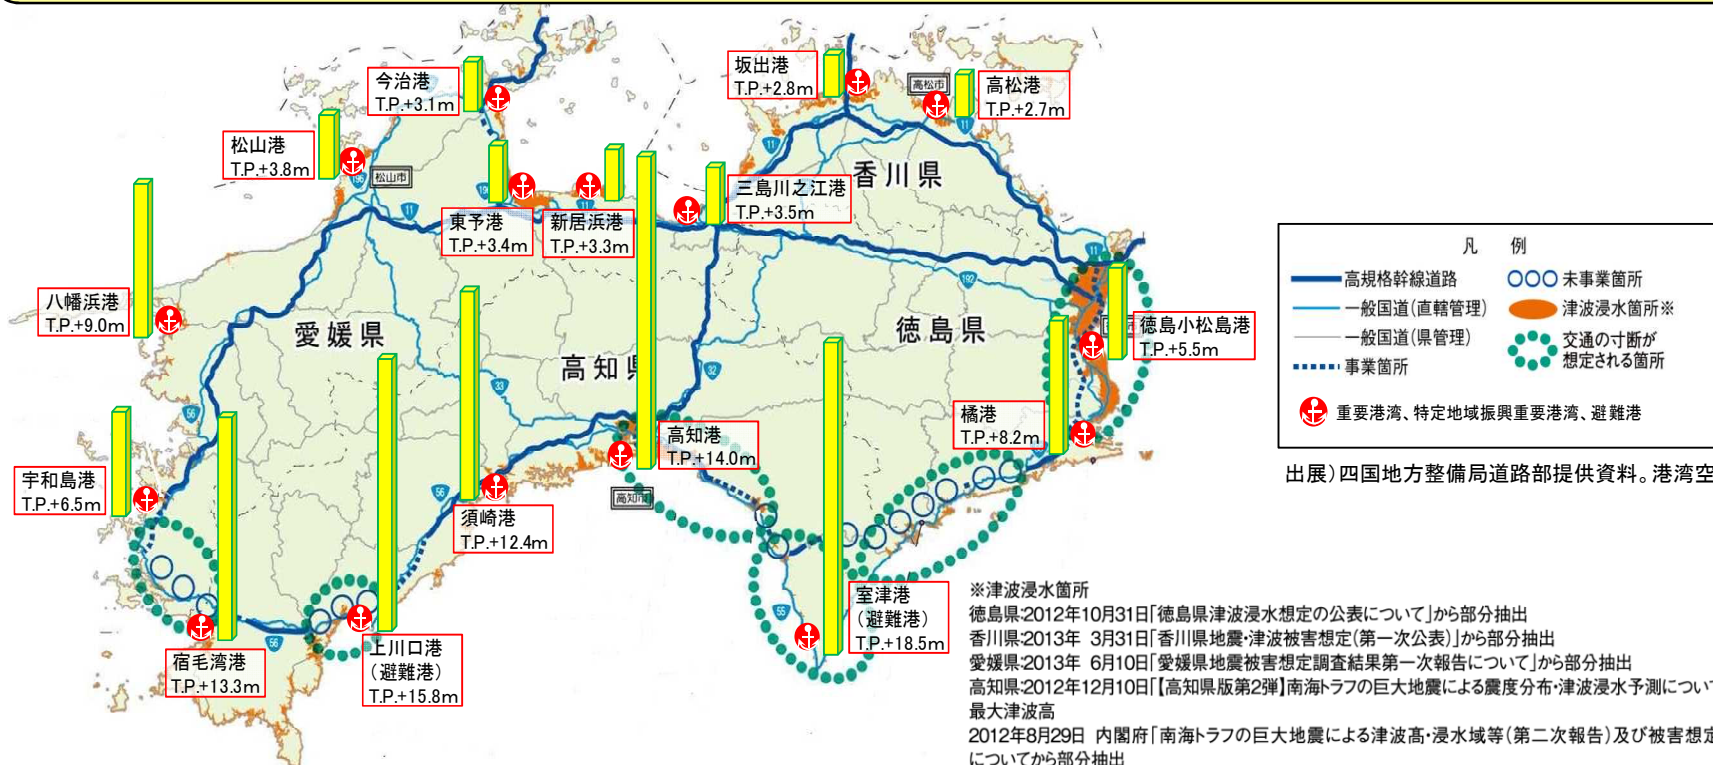 今治港
T.P.+3.1m
坂出港
T.P.+2.8m
高松市
高松港
T.P.+2.7m
11
松山港
T.P.+3.8m
松山市
196
11
196
11
11
東予港
T.P.+3.4m
新居浜港
T.P.+3.3m
三島川之江港
T.P.+3.5m
香川県
八幡浜港
T.P.+9.0m
愛媛県
高知県
徳島県
11
192
徳島小松島港
T.P.+5.5m
33
32
56
橘港
T.P.+8.2m
高知港
T.P.+14.0m
高知市
宇和島港
T.P.+6.5m
56
須崎港
T.P.+12.4m
室津港
(避難港)
T.P.+18.5m
55
56
宿毛湾港
T.P.+13.3m
上川口港
(避難港)
T.P.+15.8m
凡 例
高規格幹線道路
未事業箇所
一般国道(直轄管理)
津波浸水箇所※
一般国道(県管理)
交通の寸断が
想定される箇所
事業箇所
重要港湾、特定地域振興重要港湾、避難港
出展)四国地方整備局道路部提供資料。港湾空
※津波浸水箇所
徳島県:2012年10月31日「徳島県津波浸水想定の公表について」から部分抽出
香川県:2013年 3月31日「香川県地震・津波被害想定(第一次公表)」から部分抽出
愛媛県:2013年 6月10日「愛媛県地震被害想定調査結果第一次報告について」から部分抽出
高知県:2012年12月10日「【高知県版第2弾】南海トラフの巨大地震による震度分布・津波浸水予測について
最大津波高
2012年8月29日 内閣府「南海トラフの巨大地震による津波高・浸水域等(第二次報告)及び被害想定
についてから部分抽出